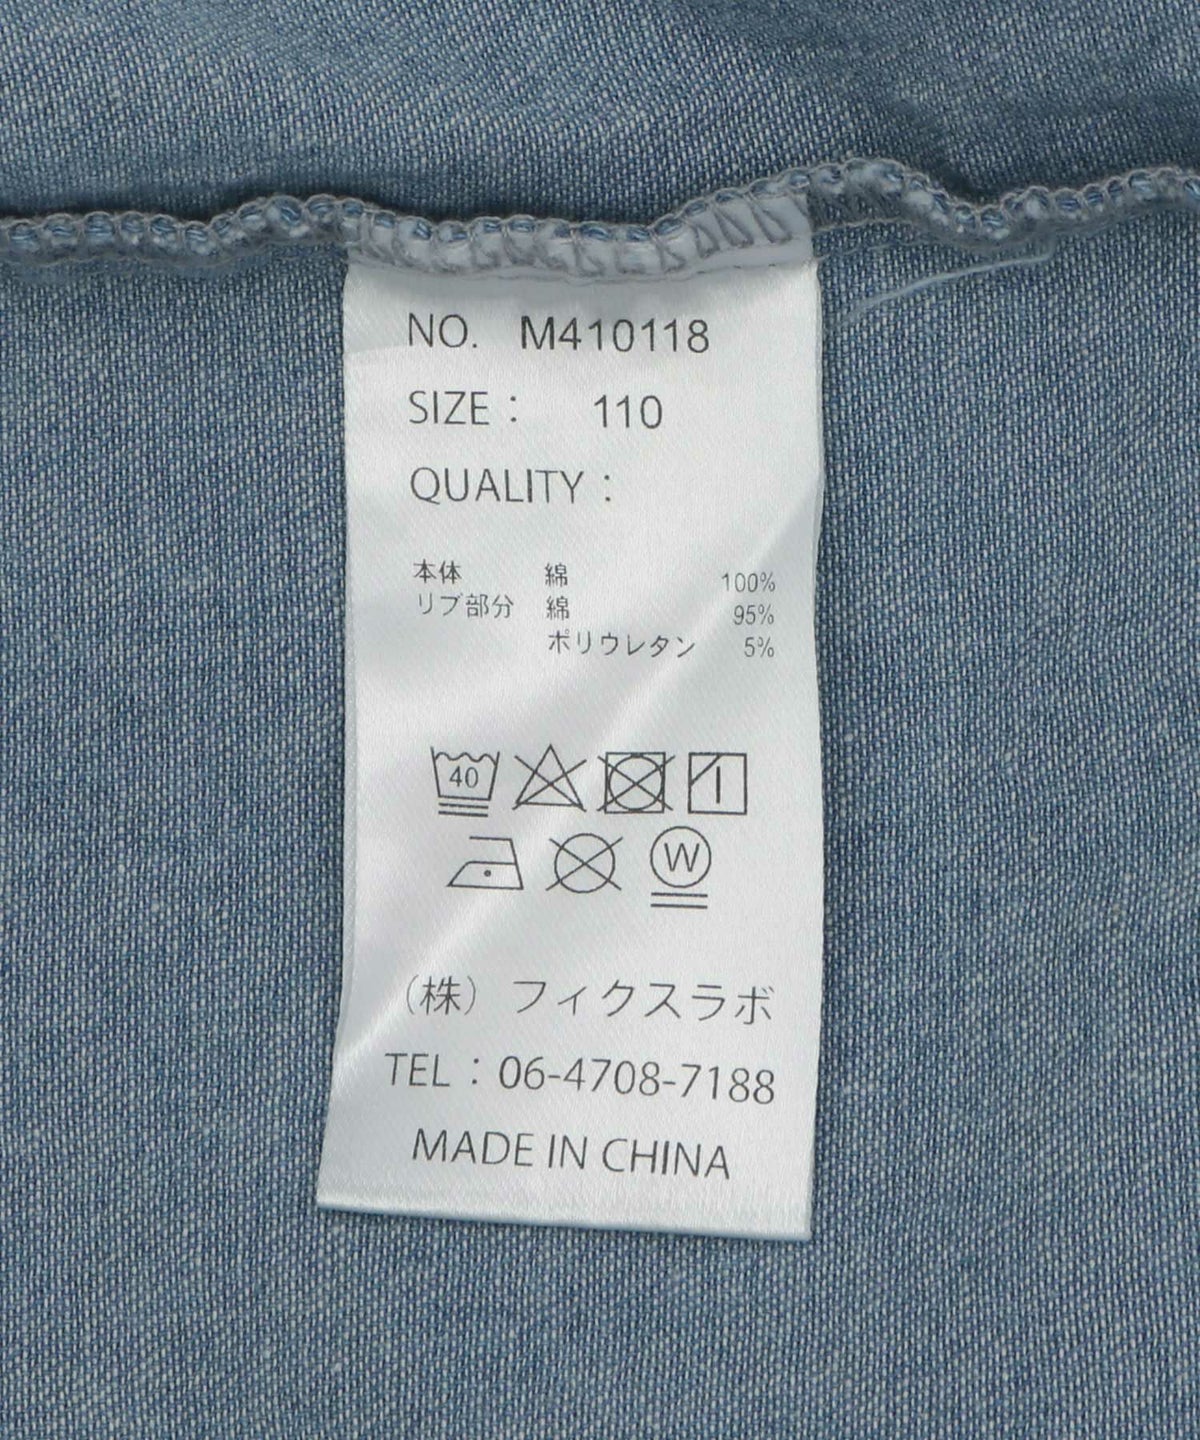 NO. M410118
SIZE： 110
QUALITY：
本体 綿 100%
リブ部分 綿 95%
ポリウレタン 5%
40
W
（株）フィクスラボ
TEL：06-4708-7188
MADE IN CHINA